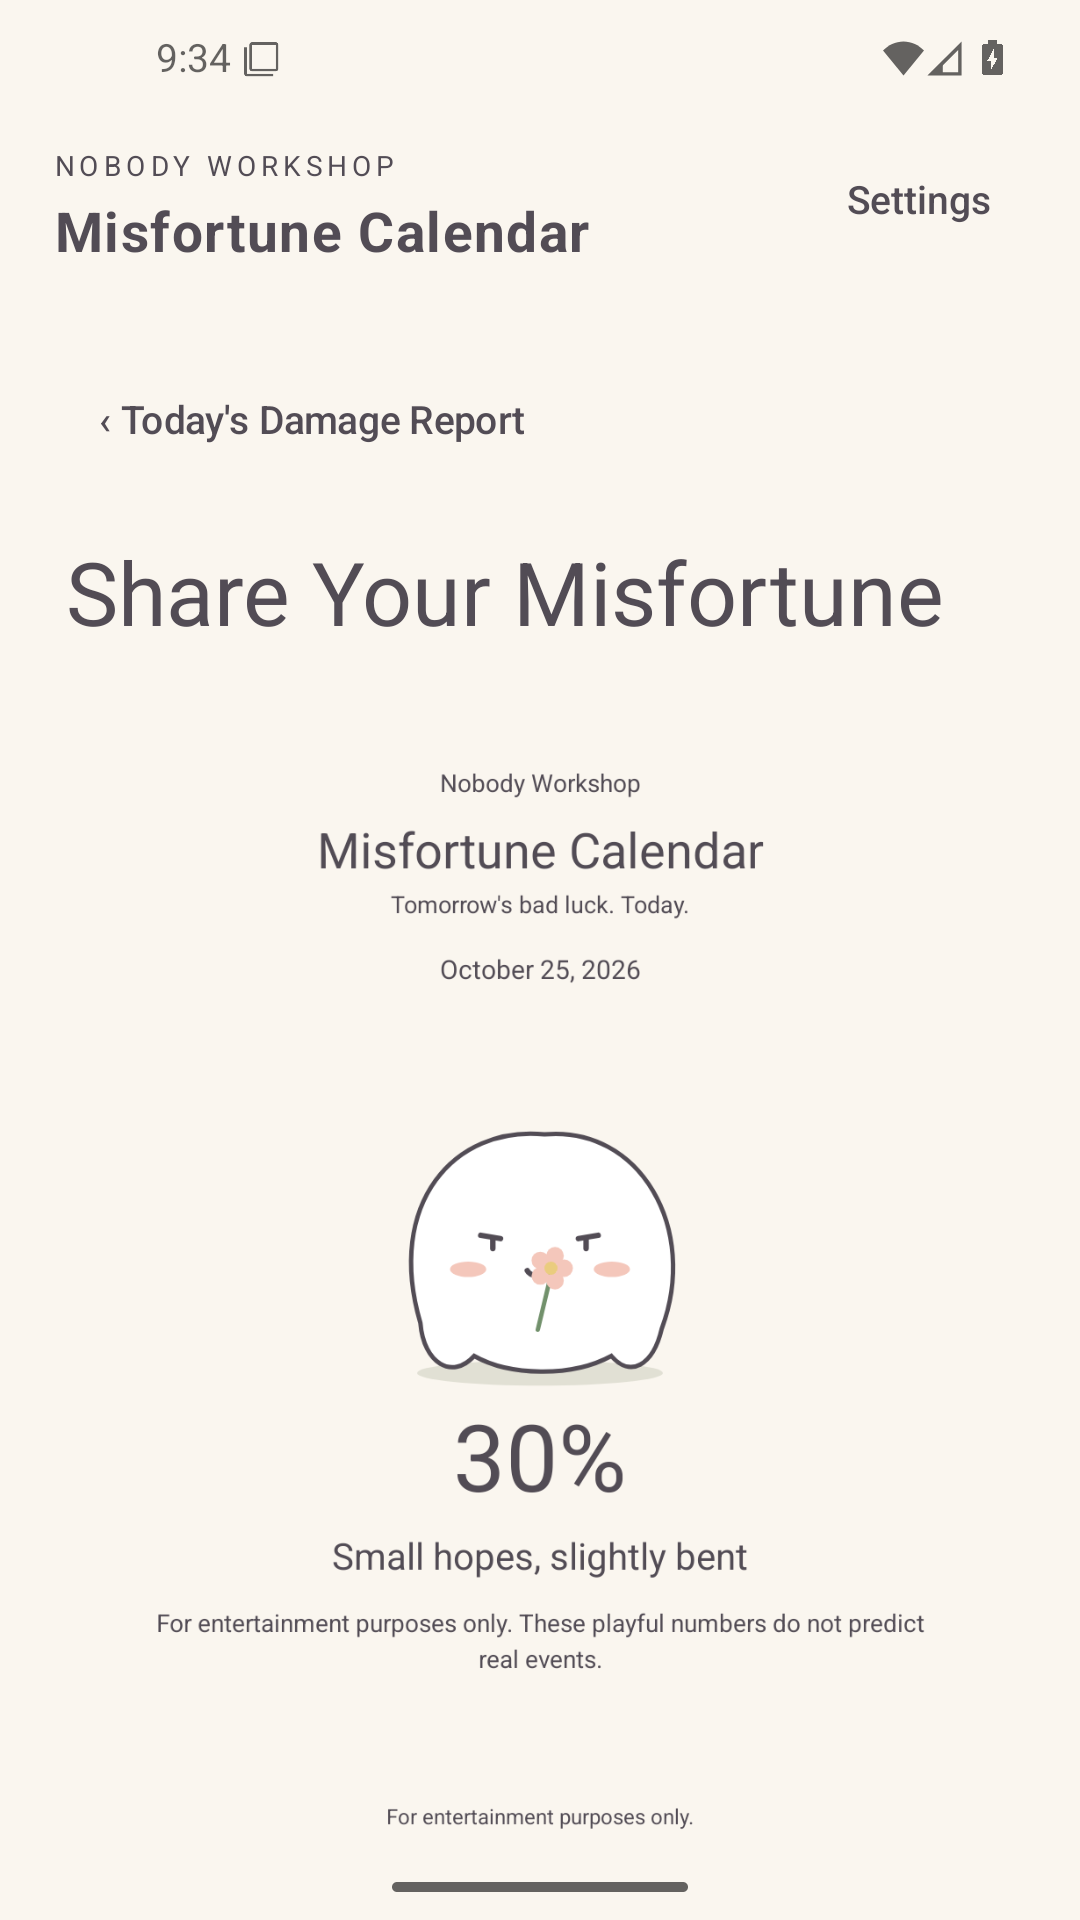 9:34
NOBODY WORKSHOP
Misfortune Calendar
Settings
‹ Today's Damage Report
Share Your Misfortune
Nobody Workshop
Misfortune Calendar
Tomorrow's bad luck. Today.
October 25, 2026
30%
Small hopes, slightly bent
For entertainment purposes only. These playful numbers do not predict
real events.
For entertainment purposes only.